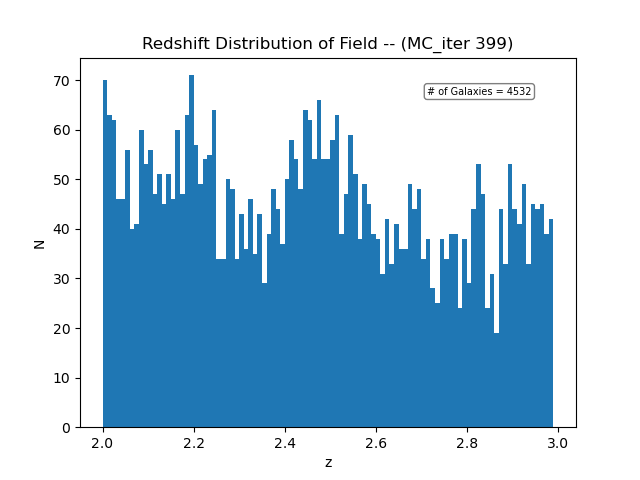 Redshift Distribution of Field -- (MC_iter 399)
# of Galaxies = 4532
70
60
50
40
30
20
10
0
N
2.0 2.2 2.4 2.6 2.8 3.0
z